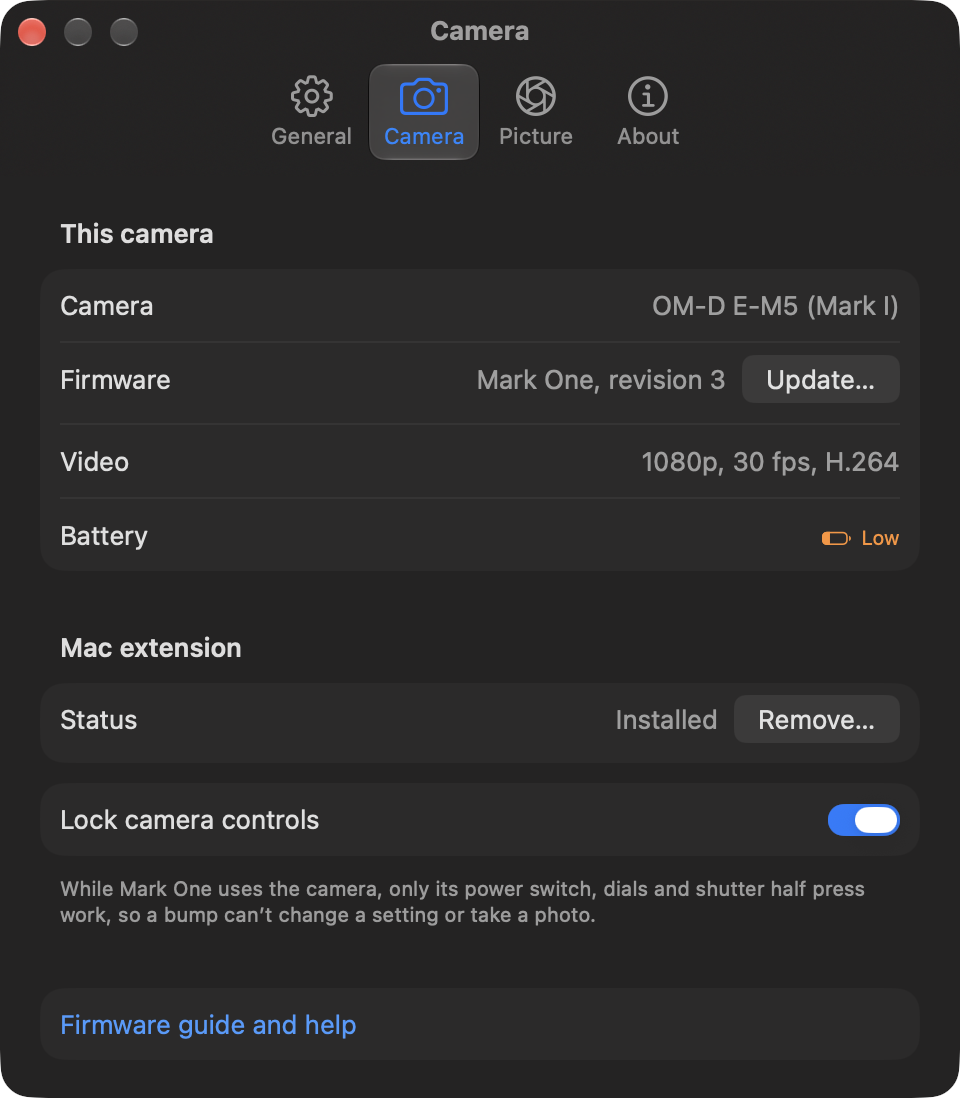 Camera
General
Camera
Picture
About
This camera
Camera
OM-D E-M5 (Mark I)
Firmware
Mark One, revision 3
Update...
Video
1080p, 30 fps, H.264
Battery
Low
Mac extension
Status
Installed
Remove...
Lock camera controls
While Mark One uses the camera, only its power switch, dials and shutter half press
work, so a bump can’t change a setting or take a photo.
Firmware guide and help